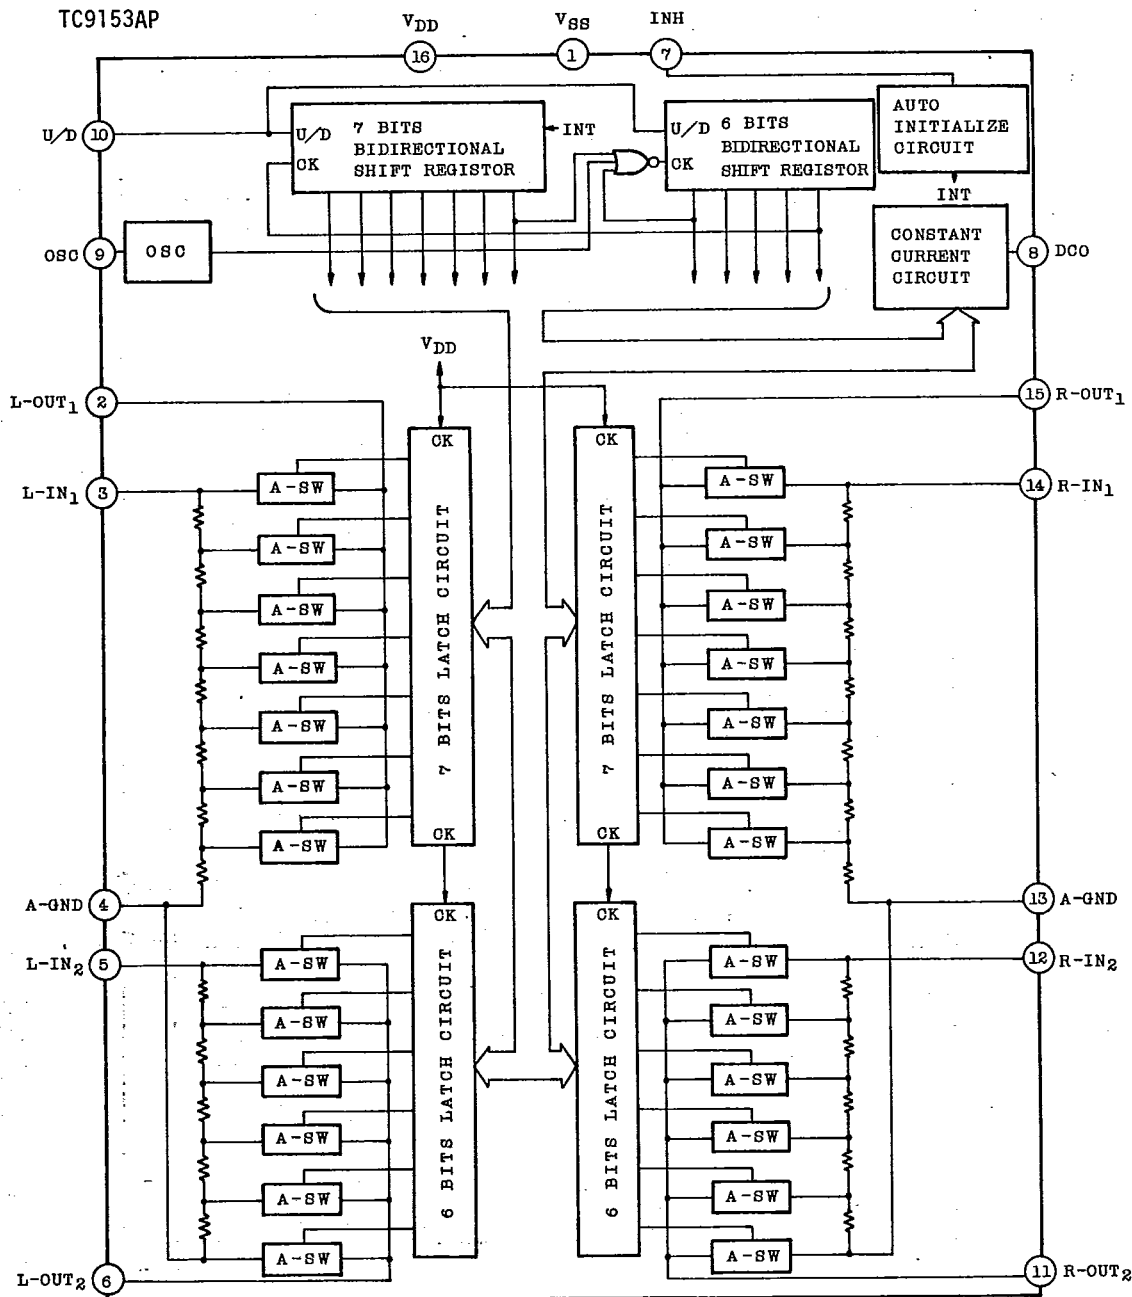 TC9153AP
VDD
VSS
INH
16
1
7
U/D
10
U/D
7 BITS
BIDIRECTIONAL
SHIFT REGISTOR
CK
INT
U/D
6 BITS
BIDIRECTIONAL
SHIFT REGISTOR
CK
AUTO
INITIALIZE
CIRCUIT
INT
OSC
9
OSC
CONSTANT
CURRENT
CIRCUIT
8
DCO
VDD
L-OUT1
2
15
R-OUT1
CK
CK
L-IN1
3
14
R-IN1
A-SW
A-SW
A-SW
A-SW
A-SW
A-SW
A-SW
7 BITS LATCH CIRCUIT
7 BITS LATCH CIRCUIT
A-SW
A-SW
A-SW
A-SW
A-SW
A-SW
A-SW
CK
CK
A-GND
4
13
A-GND
CK
CK
L-IN2
5
12
R-IN2
A-SW
A-SW
A-SW
A-SW
A-SW
A-SW
6 BITS LATCH CIRCUIT
6 BITS LATCH CIRCUIT
A-SW
A-SW
A-SW
A-SW
A-SW
A-SW
L-OUT2
6
11
R-OUT2